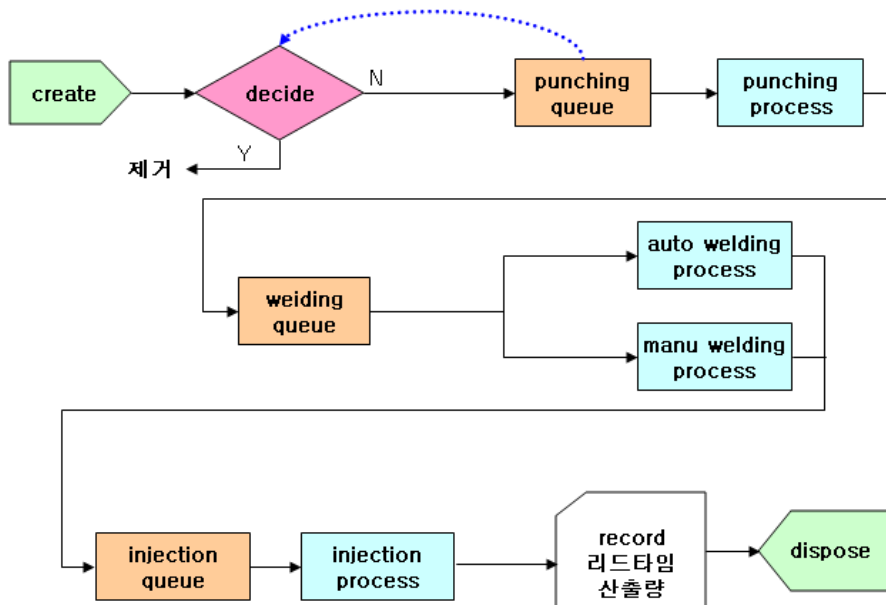 create
decide
N
Y
제거
punching
queue
punching
process
weiding
queue
auto welding
process
manu welding
process
injection
queue
injection
process
record
리드타임
산출량
dispose